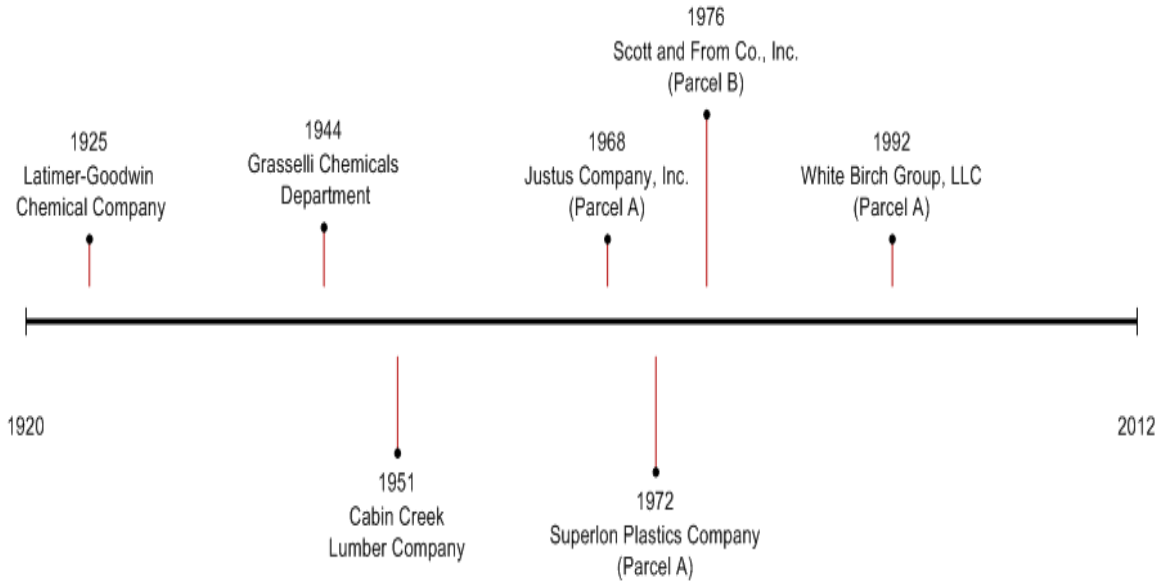 1976
Scott and From Co., Inc.
(Parcel B)
1925
Latimer-Goodwin
Chemical Company
1944
Grasselli Chemicals
Department
1968
Justus Company, Inc.
(Parcel A)
1992
White Birch Group, LLC
(Parcel A)
1920
2012
1951
Cabin Creek
Lumber Company
1972
Superlon Plastics Company
(Parcel A)